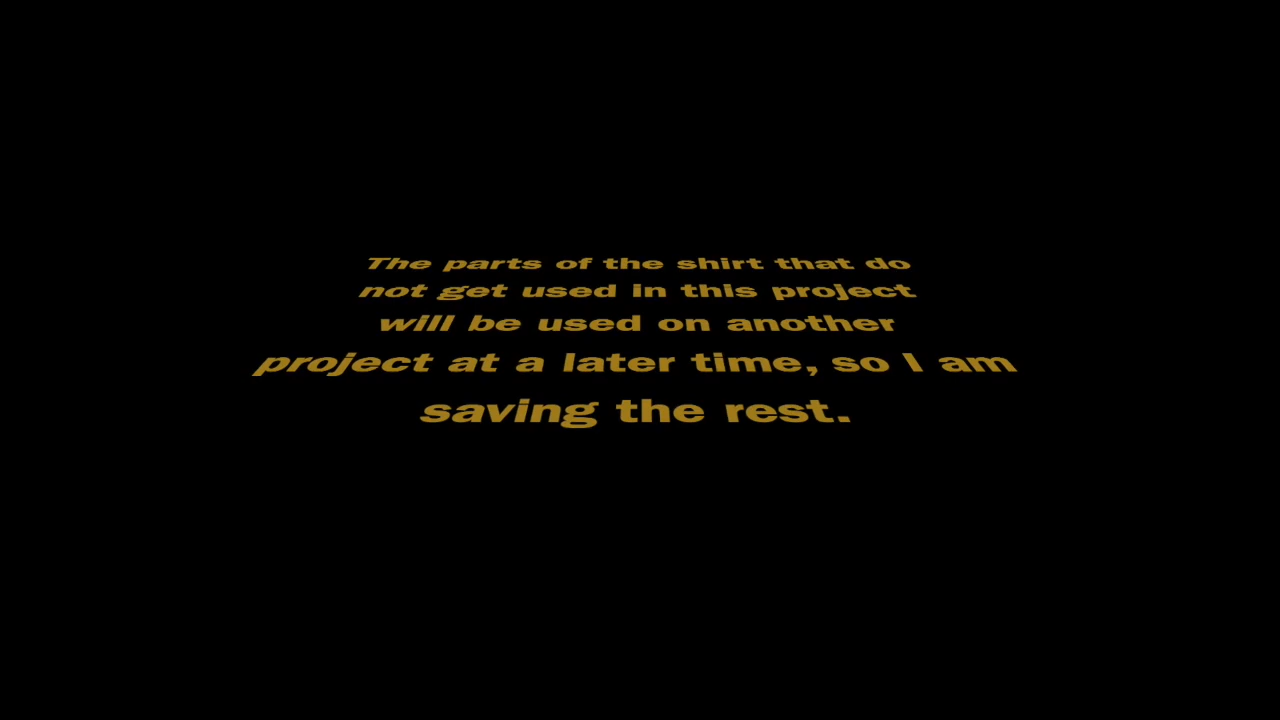 The parts of the shirt that do
not get used in this project
will be used on another
project at a later time, so I am
saving the rest.